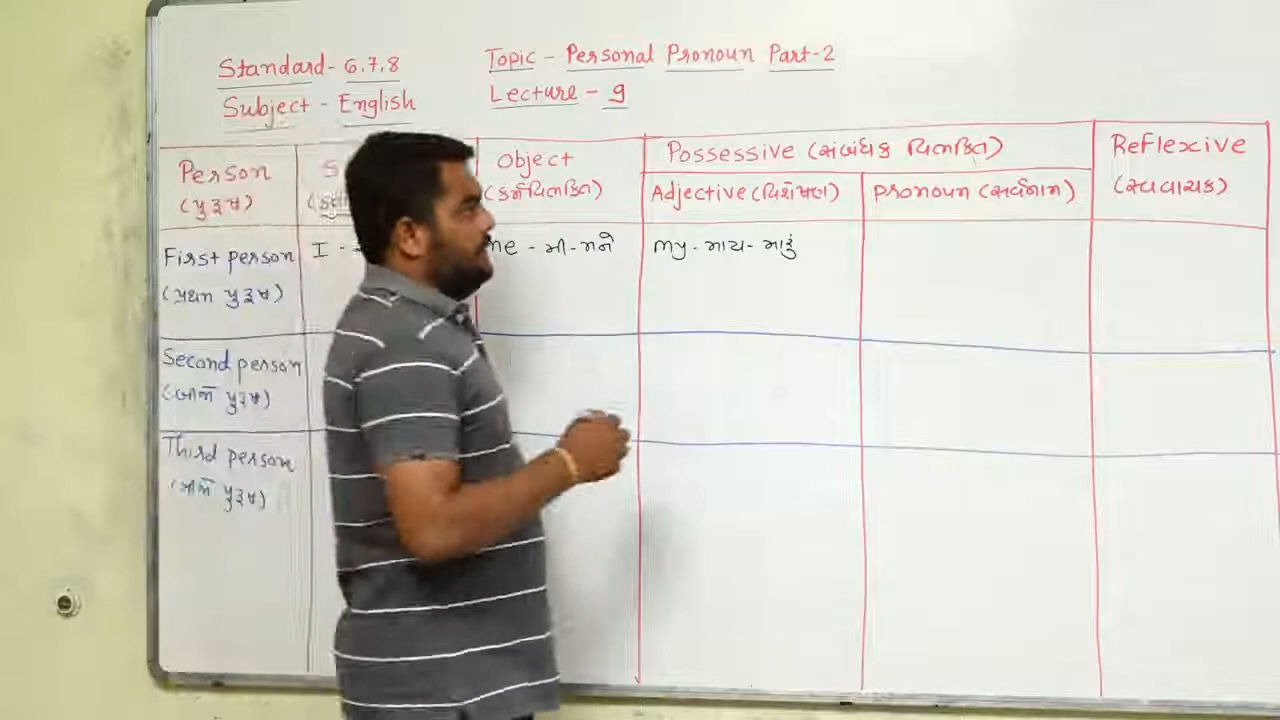 Standard - 6,7,8
Subject - English
Topic - Personal Pronoun Part-2
Lecture - 9
Person
(પુરૂષ)
Object
(કર્મવિભક્તિ)
Possessive (સંબંધક વિભક્તિ)
Adjective (વિશેષણ)
Pronoun (સર્વનામ)
Reflexive
(સ્વવાચક)
First person
(પ્રથમ પુરૂષ)
I -
me - મી - મને
my - માય - મારૂં
Second person
(બીજો પુરૂષ)
Third person
(ત્રીજો પુરૂષ)